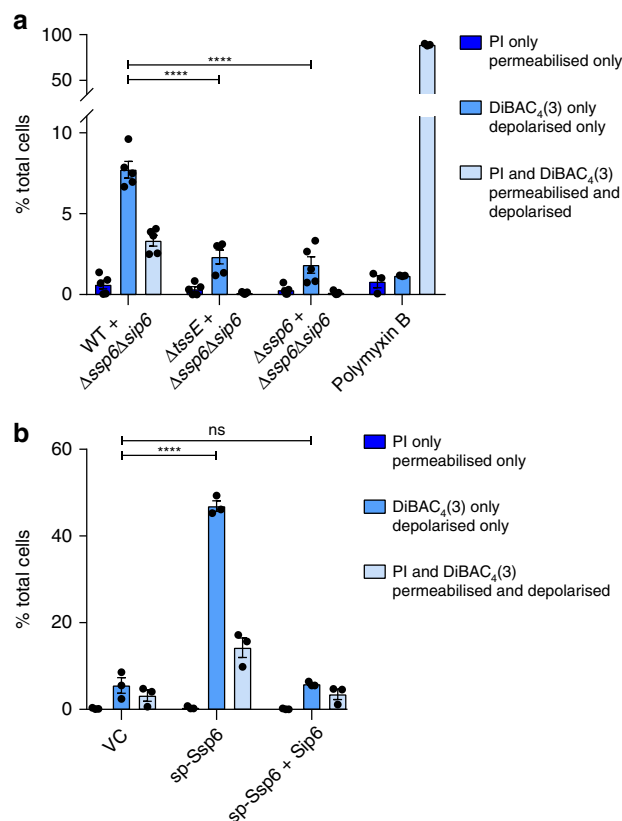 a
100
50
10
5
0
% total cells
****
****
WT +
Δssp6Δsip6
ΔtssE +
Δssp6Δsip6
Δssp6 +
Δssp6Δsip6
Polymyxin B
PI only
permeabilised only
DiBAC₄(3) only
depolarised only
PI and DiBAC₄(3)
permeabilised and
depolarised
b
60
40
20
0
% total cells
ns
****
VC
sp-Ssp6
sp-Ssp6 + Sip6
PI only
permeabilised only
DiBAC₄(3) only
depolarised only
PI and DiBAC₄(3)
permeabilised and depolarised